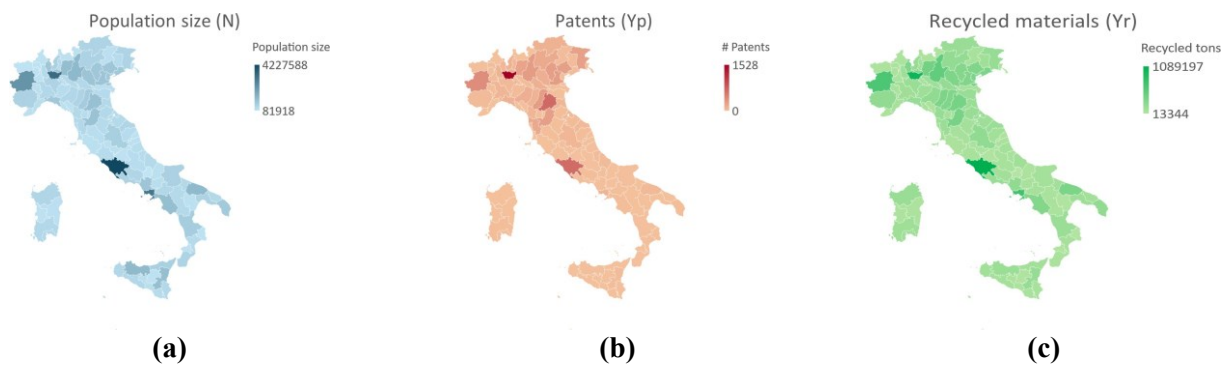 Population size (N)
Population size
4227588
81918
(a)
Patents (Yp)
# Patents
1528
0
(b)
Recycled materials (Yr)
Recycled tons
1089197
13344
(c)